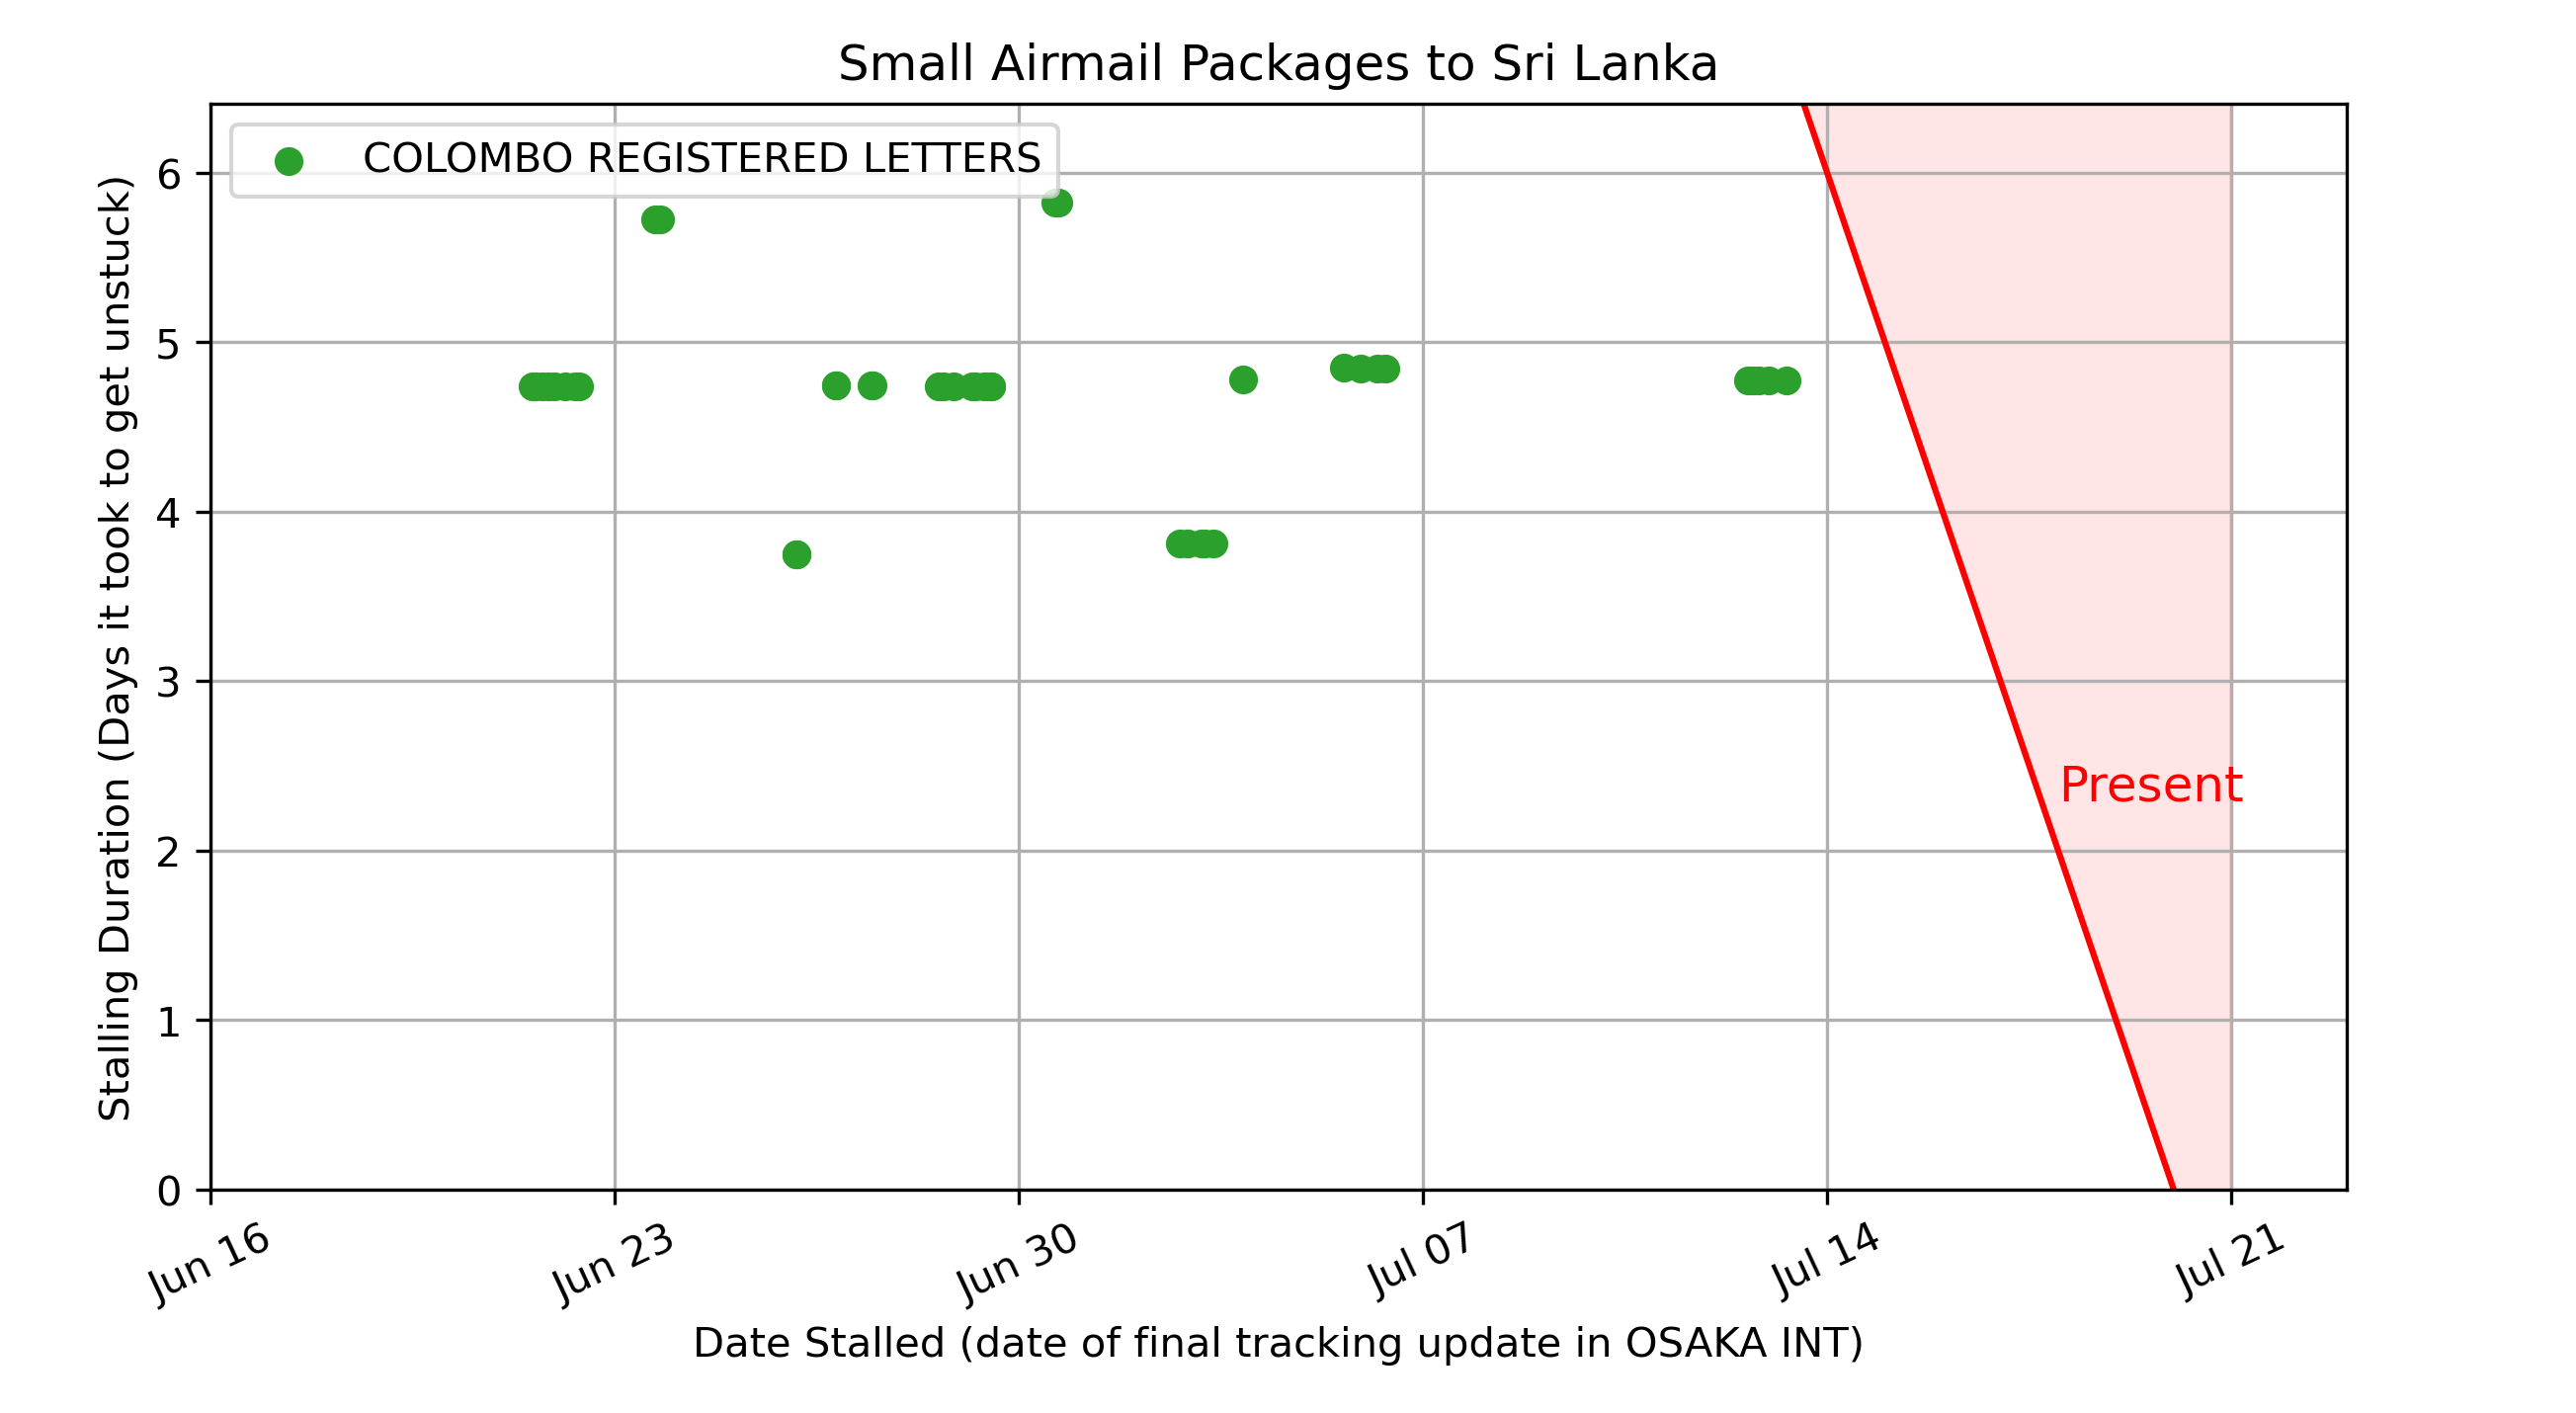 Small Airmail Packages to Sri Lanka
COLOMBO REGISTERED LETTERS
Stalling Duration (Days it took to get unstuck)
6
5
4
3
2
1
0
Present
Jun 16
Jun 23
Jun 30
Jul 07
Jul 14
Jul 21
Date Stalled (date of final tracking update in OSAKA INT)